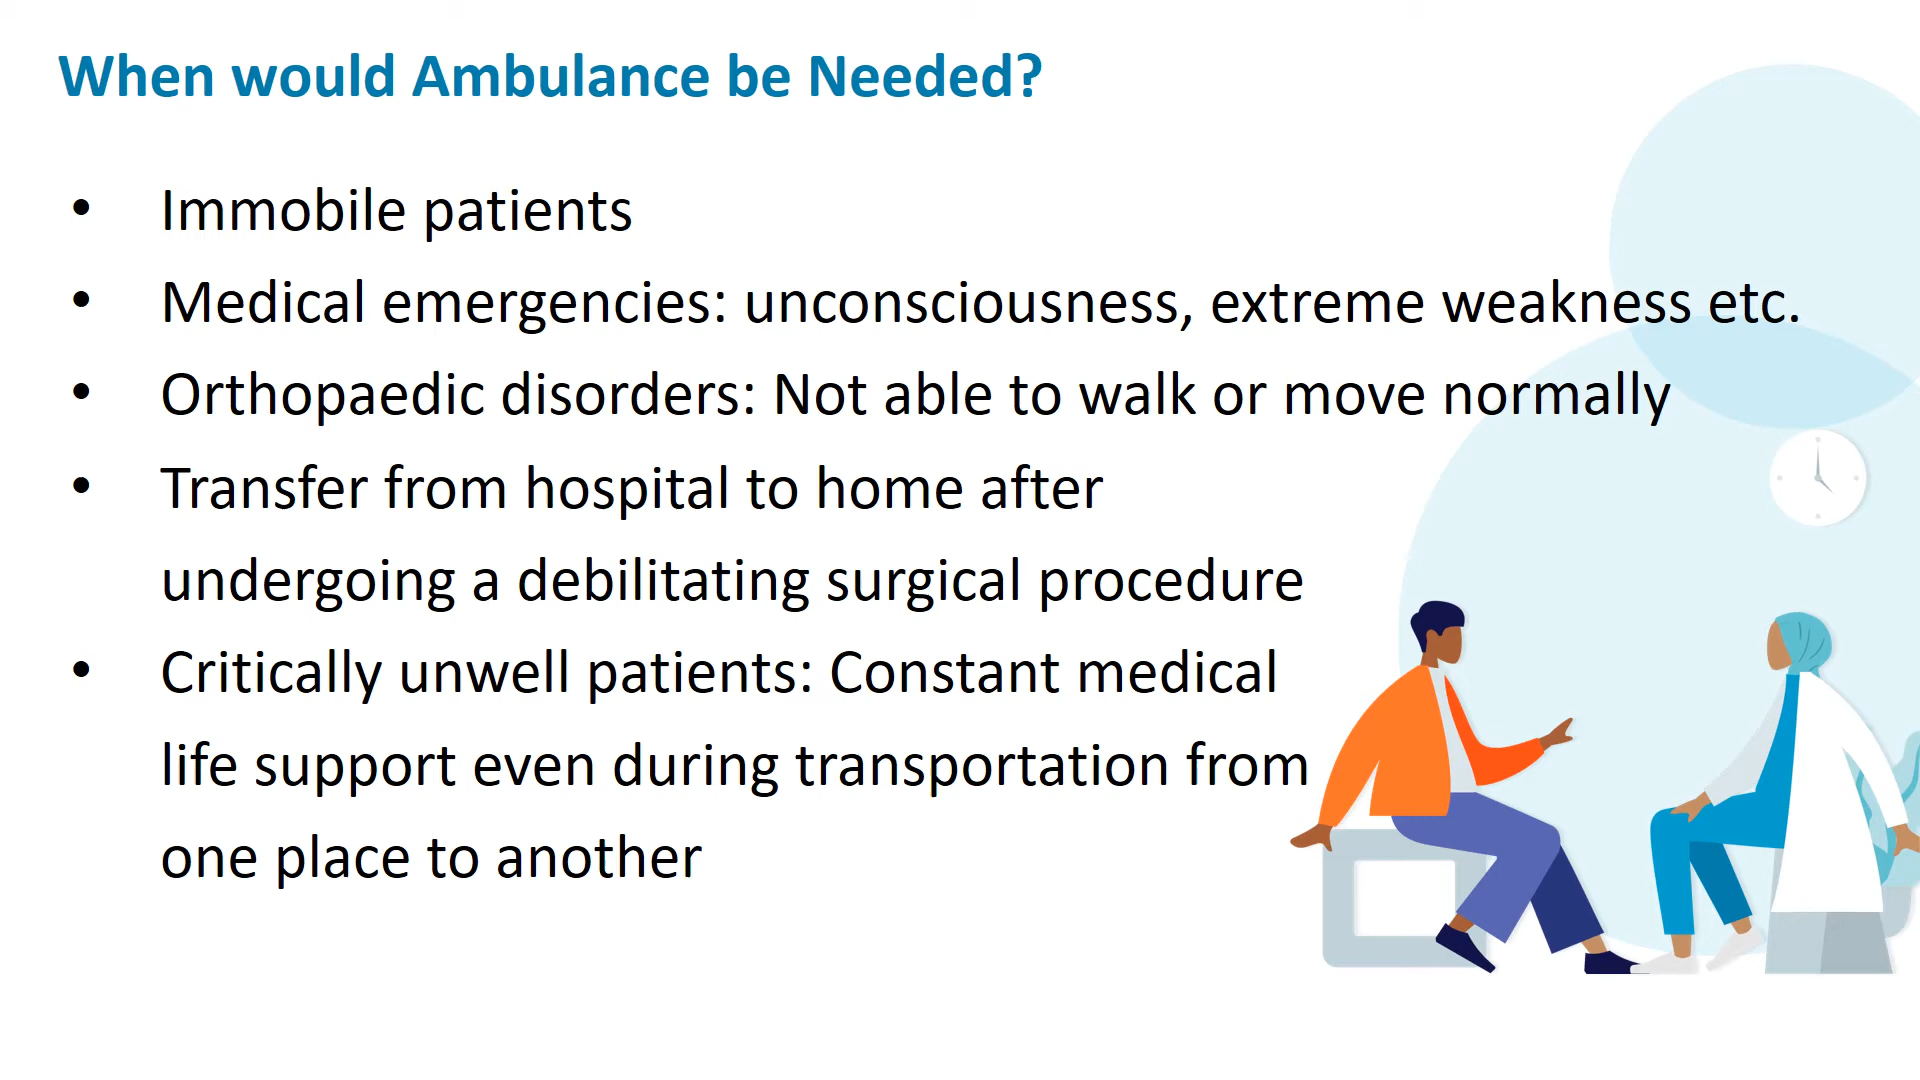 When would Ambulance be Needed?
• Immobile patients
• Medical emergencies: unconsciousness, extreme weakness etc.
• Orthopaedic disorders: Not able to walk or move normally
• Transfer from hospital to home after
undergoing a debilitating surgical procedure
• Critically unwell patients: Constant medical
life support even during transportation from
one place to another